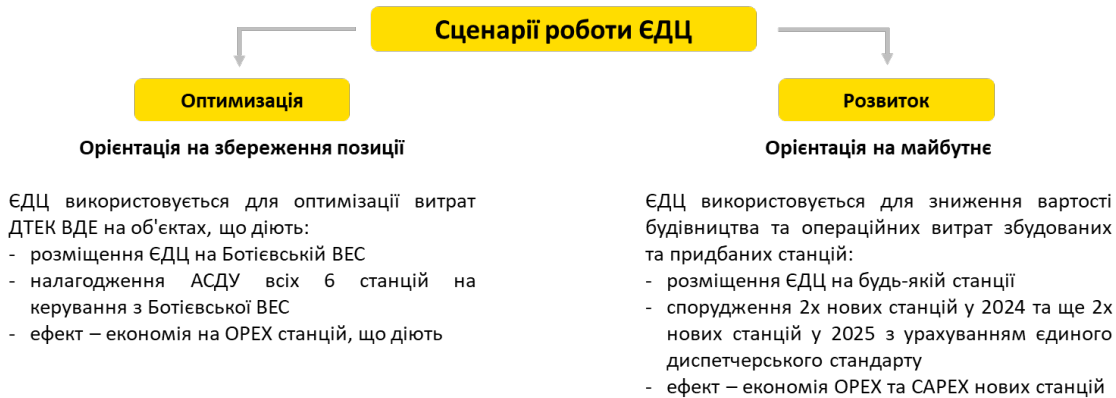 Сценарії роботи ЄДЦ
Оптимизація
Орієнтація на збереження позиції
ЄДЦ використовується для оптимізації витрат
ДТЕК ВДЕ на об'єктах, що діють:
- розміщення ЄДЦ на Ботієвській ВЕС
- налагодження АСДУ всіх 6 станцій на
керування з Ботієвської ВЕС
- ефект – економія на OPEX станцій, що діють
Розвиток
Орієнтація на майбутнє
ЄДЦ використовується для зниження вартості
будівництва та операційних витрат збудованих
та придбаних станцій:
- розміщення ЄДЦ на будь-якій станції
- спорудження 2х нових станцій у 2024 та ще 2х
нових станцій у 2025 з урахуванням єдиного
диспетчерського стандарту
- ефект – економія OPEX та CAPEX нових станцій